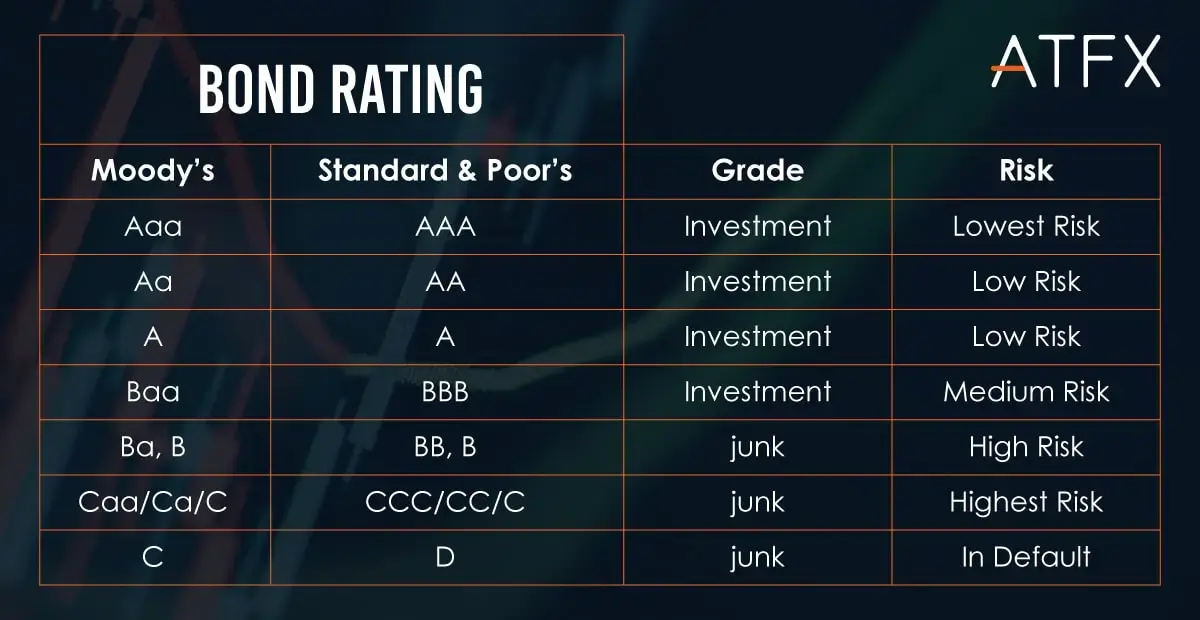 ATFX
BOND RATING
Moody's Standard & Poor's Grade Risk
Aaa AAA Investment Lowest Risk
Aa AA Investment Low Risk
A A Investment Low Risk
Baa BBB Investment Medium Risk
Ba, B BB, B junk High Risk
Caa/Ca/C CCC/CC/C junk Highest Risk
C D junk In Default